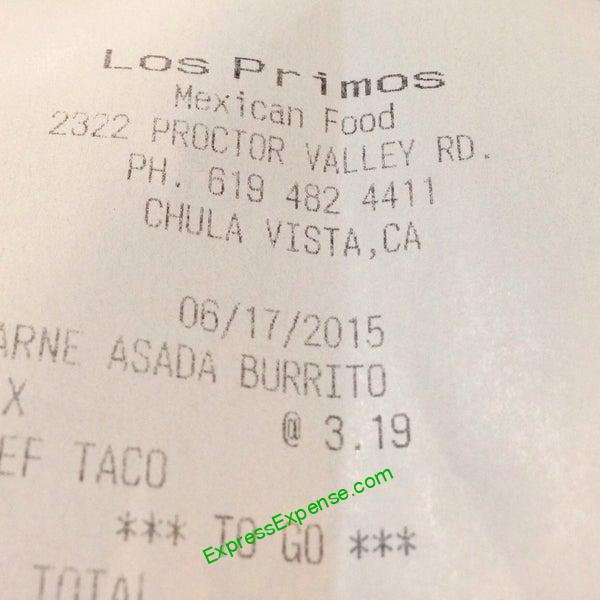 Los Primos
Mexican Food
2322 PROCTOR VALLEY RD.
PH. 619 482 4411
CHULA VISTA,CA
06/17/2015
ARNE ASADA BURRITO
X @ 3.19
EF TACO
*** TO GO ***
ExpressExpense.com
TOTAL